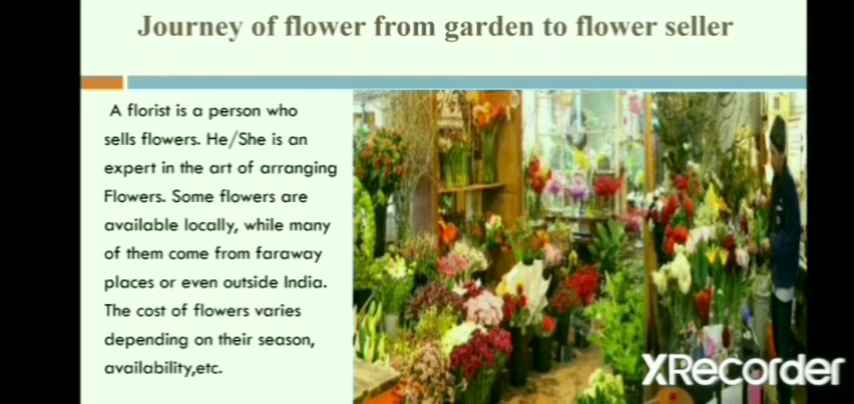 Journey of flower from garden to flower seller
A florist is a person who
sells flowers. He/She is an
expert in the art of arranging
Flowers. Some flowers are
available locally, while many
of them come from faraway
places or even outside India.
The cost of flowers varies
depending on their season,
availability,etc.
XRecorder